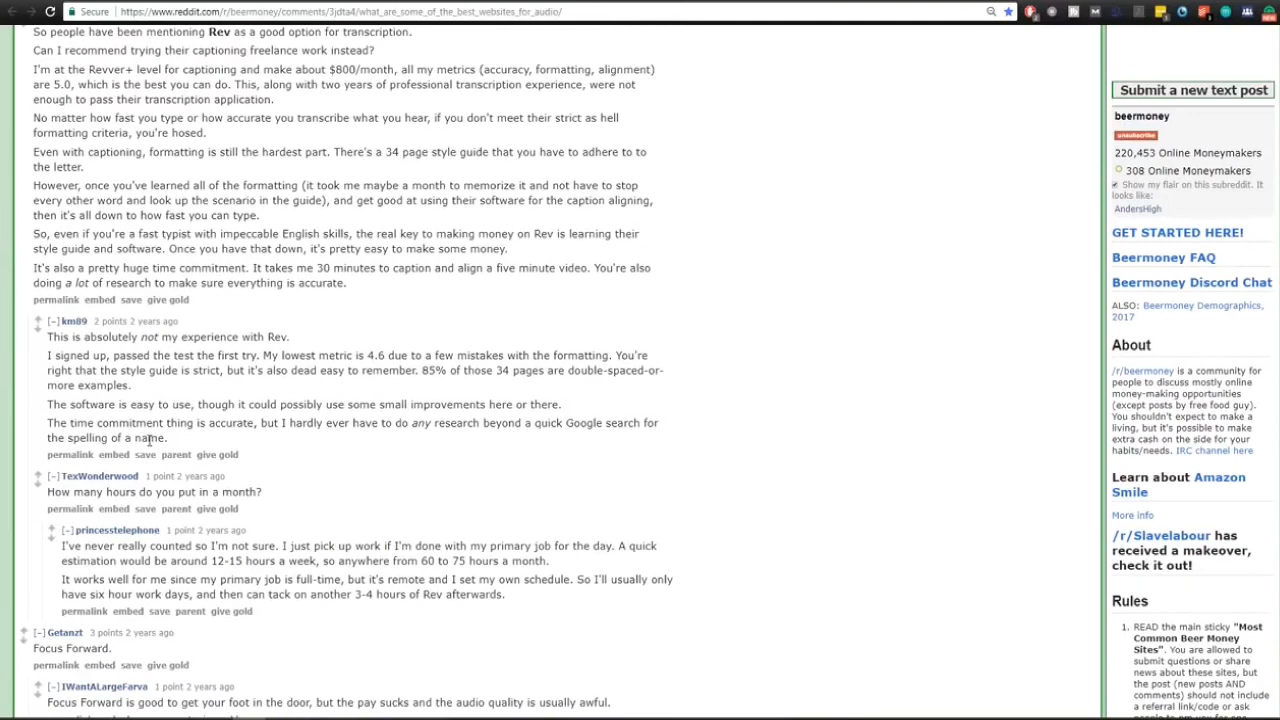 Secure https://www.reddit.com/r/beermoney/comments/3jdta4/what_are_some_of_the_best_websites_for_audio/
So people have been mentioning Rev as a good option for transcription.
Can I recommend trying their captioning freelance work instead?
I'm at the Revver+ level for captioning and make about $800/month, all my metrics (accuracy, formatting, alignment)
are 5.0, which is the best you can do. This, along with two years of professional transcription experience, were not
enough to pass their transcription application.
No matter how fast you type or how accurate you transcribe what you hear, if you don't meet their strict as hell
formatting criteria, you're hosed.
Even with captioning, formatting is still the hardest part. There's a 34 page style guide that you have to adhere to to
the letter.
However, once you've learned all of the formatting (it took me maybe a month to memorize it and not have to stop
every other word and look up the scenario in the guide), and get good at using their software for the caption aligning,
then it's all down to how fast you can type.
So, even if you're a fast typist with impeccable English skills, the real key to making money on Rev is learning their
style guide and software. Once you have that down, it's pretty easy to make some money.
It's also a pretty huge time commitment. It takes me 30 minutes to caption and align a five minute video. You're also
doing a lot of research to make sure everything is accurate.
permalink embed save give gold
[–] km89 2 points 2 years ago
This is absolutely not my experience with Rev.
I signed up, passed the test the first try. My lowest metric is 4.6 due to a few mistakes with the formatting. You're
right that the style guide is strict, but it's also dead easy to remember. 85% of those 34 pages are double-spaced-or-
more examples.
The software is easy to use, though it could possibly use some small improvements here or there.
The time commitment thing is accurate, but I hardly ever have to do any research beyond a quick Google search for
the spelling of a name.
permalink embed save parent give gold
[–] TexWonderwood 1 point 2 years ago
How many hours do you put in a month?
permalink embed save parent give gold
[–] princesstelephone 1 point 2 years ago
I've never really counted so I'm not sure. I just pick up work if I'm done with my primary job for the day. A quick
estimation would be around 12-15 hours a week, so anywhere from 60 to 75 hours a month.
It works well for me since my primary job is full-time, but it's remote and I set my own schedule. So I'll usually only
have six hour work days, and then can tack on another 3-4 hours of Rev afterwards.
permalink embed save parent give gold
[–] Getanzt 3 points 2 years ago
Focus Forward.
permalink embed save give gold
[–] IWantALargeFarva 1 point 2 years ago
Focus Forward is good to get your foot in the door, but the pay sucks and the audio quality is usually awful.
Submit a new text post
beermoney
unsubscribe
220,453 Online Moneymakers
308 Online Moneymakers
Show my flair on this subreddit. It
looks like:
AndersHigh
GET STARTED HERE!
Beermoney FAQ
Beermoney Discord Chat
ALSO: Beermoney Demographics,
2017
About
/r/beermoney is a community for
people to discuss mostly online
money-making opportunities
(except posts by free food guy).
You shouldn't expect to make a
living, but it's possible to make
extra cash on the side for your
habits/needs. IRC channel here
Learn about Amazon
Smile
More info
/r/Slavelabour has
received a makeover,
check it out!
Rules
1. READ the main sticky "Most
Common Beer Money
Sites". You are allowed to
submit questions or share
news about these sites, but
the post (new posts AND
comments) should not include
a referral link/code or ask